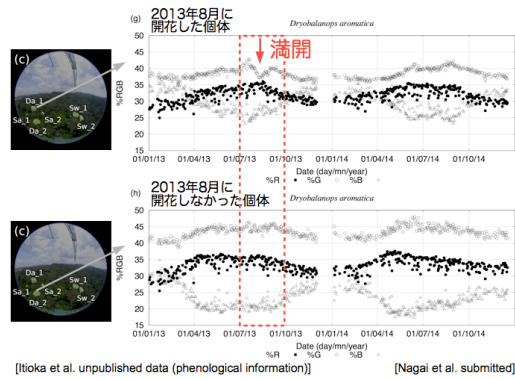 (g)
2013年8月に
開花した個体
Dryobalanops aromatica
満開
50
45
40
35
30
25
20
15
%RGB
01/01/13 01/04/13 01/07/13 01/10/13 01/01/14 01/04/14 01/07/14 01/10/14
Date (day/mn/year)
%R %G %B
(c)
Da_1
Sw_1
Sa_1
Sa_2
Sw_2
Da_2
(h)
2013年8月に
開花しなかった個体
Dryobalanops aromatica
50
45
40
35
30
25
20
15
%RGB
01/01/13 01/04/13 01/07/13 01/10/13 01/01/14 01/04/14 01/07/14 01/10/14
Date (day/mn/year)
%R %G %B
(c)
Da_1
Sw_1
Sa_1
Sa_2
Sw_2
Da_2
[Itioka et al. unpublished data (phenological information)]
[Nagai et al. submitted]